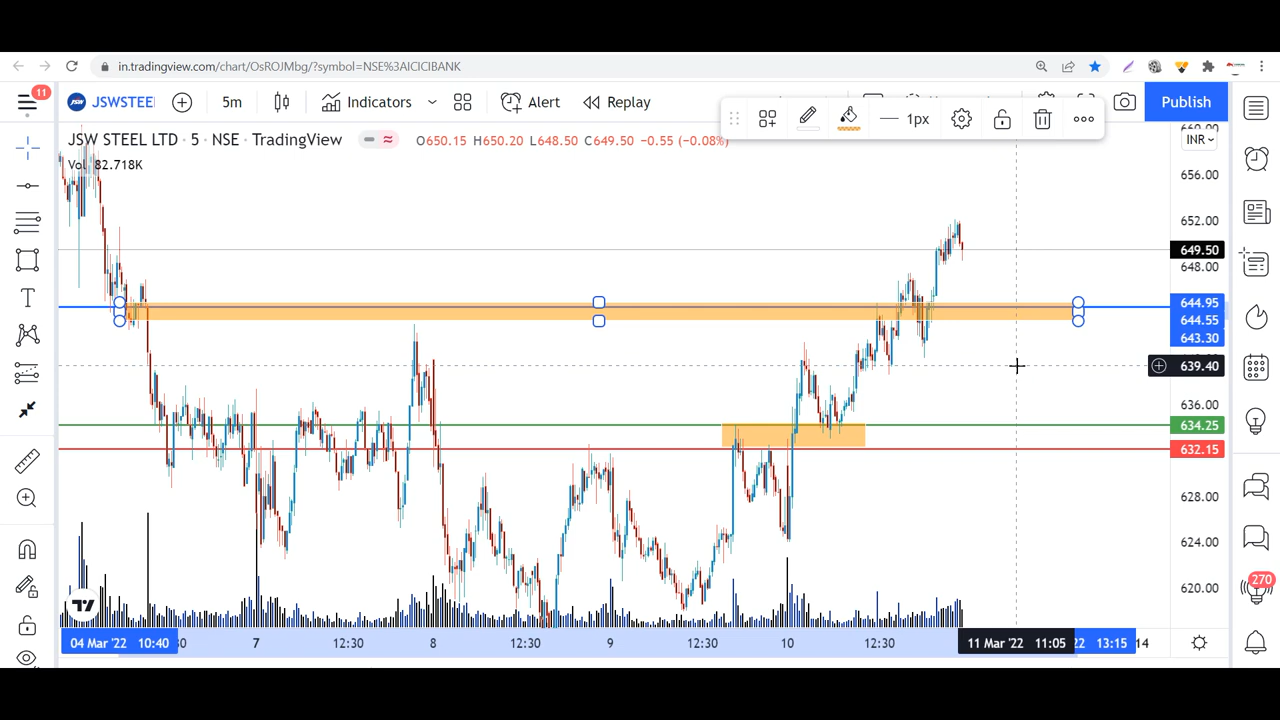 in.tradingview.com/chart/OsROJMbg/?symbol=NSE%3AICICIBANK
11
JSWSTEE
5m
Indicators
Alert
Replay
Publish
1px
JSW STEEL LTD · 5 · NSE · TradingView
O650.15 H650.20 L648.50 C649.50 -0.55 (-0.08%)
Vol 82.718K
INR
656.00
652.00
649.50
648.00
644.95
644.55
643.30
639.40
636.00
634.25
632.15
628.00
624.00
620.00
270
04 Mar '22 10:40
7
12:30
8
12:30
9
12:30
10
12:30
11 Mar '22 11:05
13:15
14